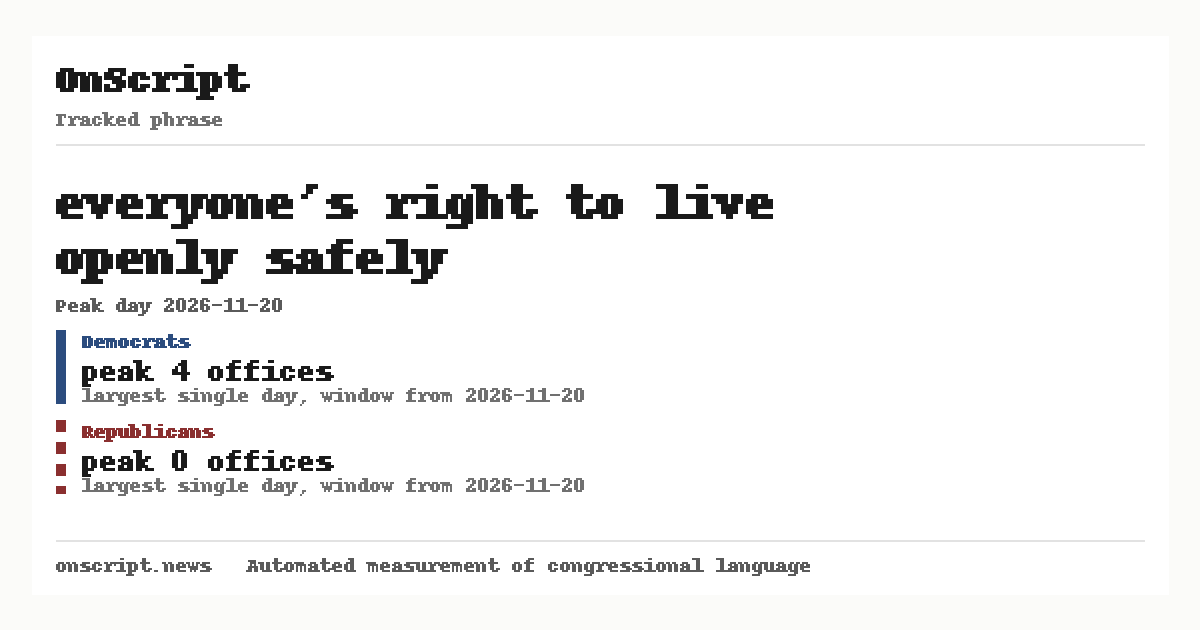 OnScript
Tracked phrase
everyone's right to live
openly safely
Peak day 2026-11-20
Democrats
peak 4 offices
largest single day, window from 2026-11-20
Republicans
peak 0 offices
largest single day, window from 2026-11-20
onscript.news Automated measurement of congressional language